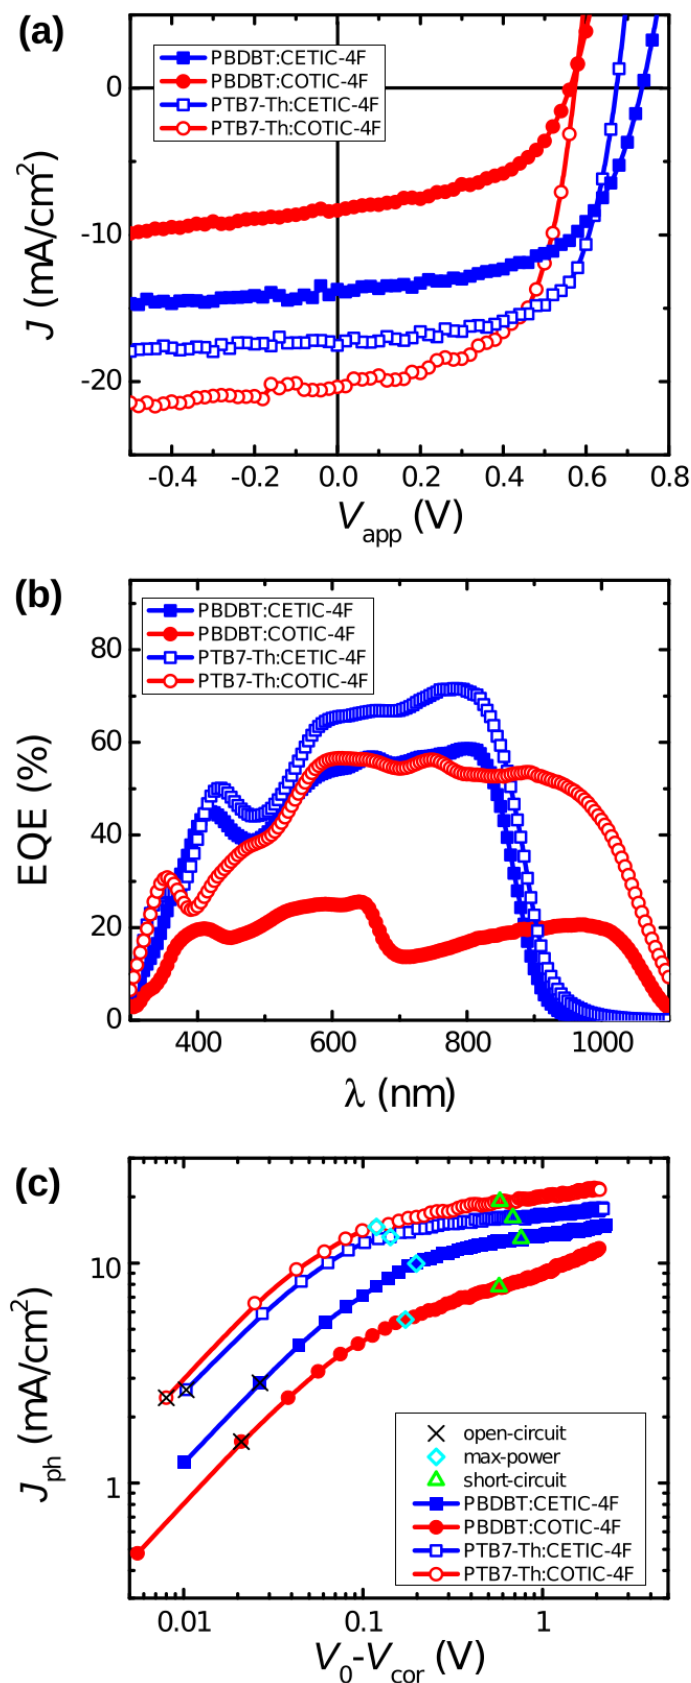 (a)
PBDBT:CETIC-4F
PBDBT:COTIC-4F
PTB7-Th:CETIC-4F
PTB7-Th:COTIC-4F
0
-10
-20
J (mA/cm²)
-0.4 -0.2 0.0 0.2 0.4 0.6 0.8
V_app (V)
(b)
PBDBT:CETIC-4F
PBDBT:COTIC-4F
PTB7-Th:CETIC-4F
PTB7-Th:COTIC-4F
80
60
40
20
0
EQE (%)
400 600 800 1000
λ (nm)
(c)
10
1
J_ph (mA/cm²)
open-circuit
max-power
short-circuit
PBDBT:CETIC-4F
PBDBT:COTIC-4F
PTB7-Th:CETIC-4F
PTB7-Th:COTIC-4F
0.01 0.1 1
V_0-V_cor (V)